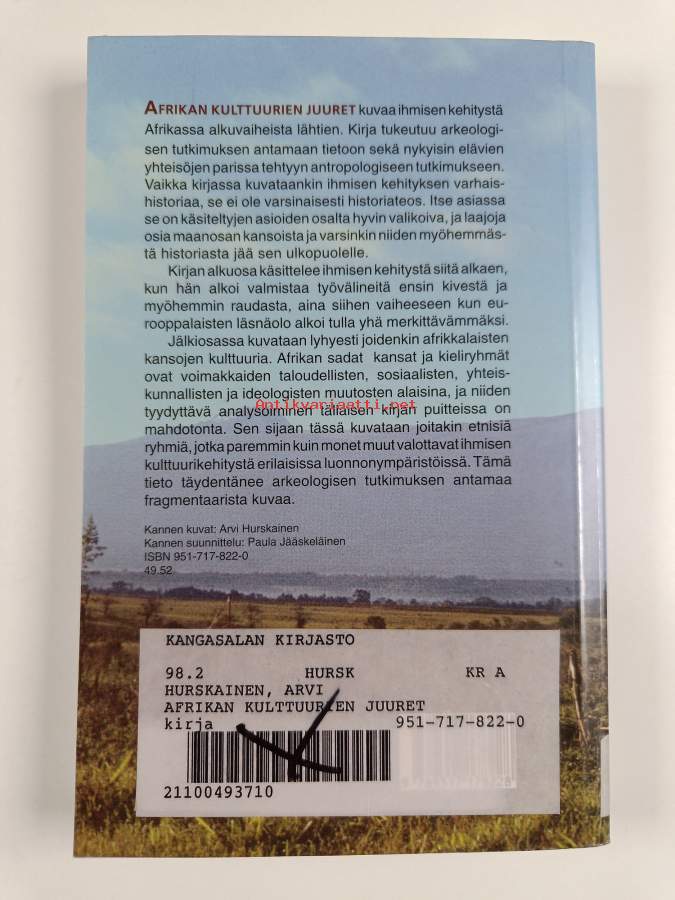 AFRIKAN KULTTUURIEN JUURET kuvaa ihmisen kehitystä
Afrikassa alkuvaiheista lähtien. Kirja tukeutuu arkeologi-
sen tutkimuksen antamaan tietoon sekä nykyisin elävien
yhteisöjen parissa tehtyyn antropologiseen tutkimukseen.
Vaikka kirjassa kuvataankin ihmisen kehityksen varhais-
historiaa, se ei ole varsinaisesti historiateos. Itse asiassa
se on käsiteltyjen asioiden osalta hyvin valikoiva, ja laajoja
osia maanosan kansoista ja varsinkin niiden myöhemmäs-
tä historiasta jää sen ulkopuolelle.
Kirjan alkuosa käsittelee ihmisen kehitystä siitä alkaen,
kun hän alkoi valmistaa työvälineitä ensin kivestä ja
myöhemmin raudasta, aina siihen vaiheeseen kun eu-
rooppalaisten läsnäolo alkoi tulla yhä merkittävämmäksi.
Jälkiosassa kuvataan lyhyesti joidenkin afrikkalaisten
kansojen kulttuuria. Afrikan sadat kansat ja kieliryhmät
ovat voimakkaiden taloudellisten, sosiaalisten, yhteis-
kunnallisten ja ideologisten muutosten alaisina, ja niiden
Antikvariaatti.net
tyydyttävä analysoiminen tällaisen kirjan puitteissa on
mahdotonta. Sen sijaan tässä kuvataan joitakin etnisiä
ryhmiä, jotka paremmin kuin monet muut valottavat ihmisen
kulttuurikehitystä erilaisissa luonnonympäristöissä. Tämä
tieto täydentänee arkeologisen tutkimuksen antamaa
fragmentaarista kuvaa.
Kannen kuvat: Arvi Hurskainen
Kannen suunnittelu: Paula Jääskeläinen
ISBN 951-717-822-0
49.52
KANGASALAN KIRJASTO
98.2 HURSK KR A
HURSKAINEN, ARVI
AFRIKAN KULTTUURIEN JUURET
kirja 951-717-822-0
21100493710